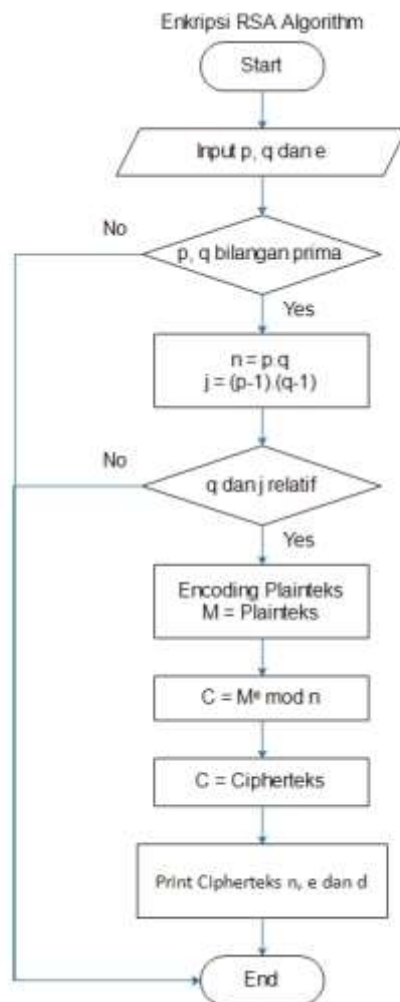 Enkripsi RSA Algorithm
Start
Input p, q dan e
No
p, q bilangan prima
Yes
n = p q
j = (p-1) (q-1)
No
q dan j relatif
Yes
Encoding Plainteks
M = Plainteks
C = Mᵉ mod n
C = Cipherteks
Print Cipherteks n, e dan d
End